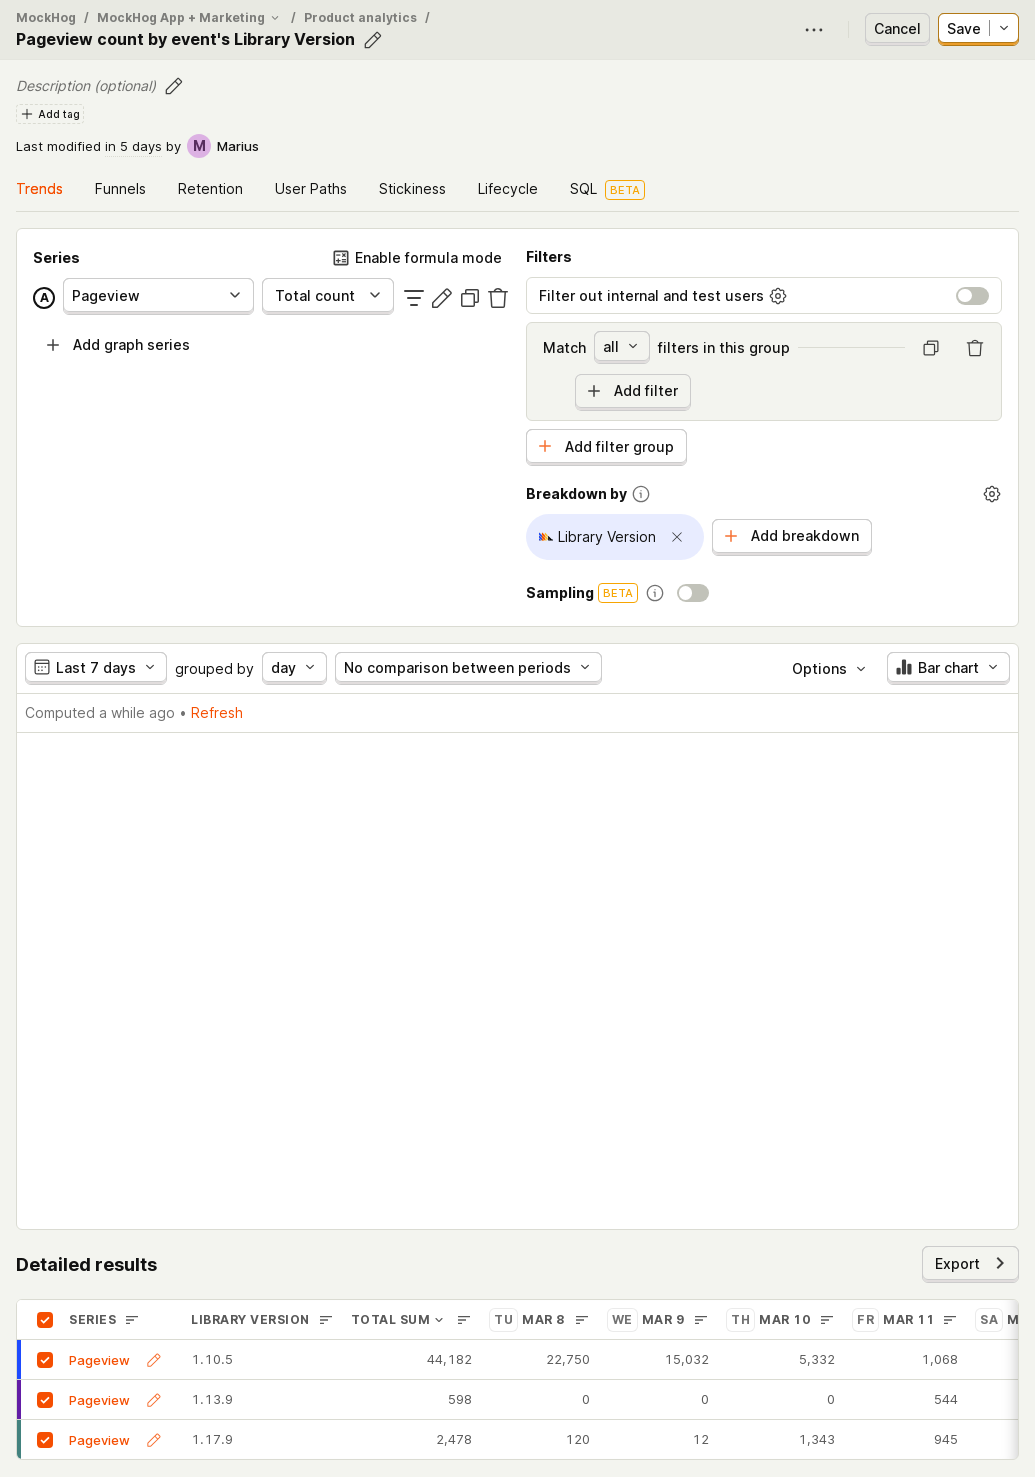 MockHog / MockHog App + Marketing / Product analytics /
Pageview count by event's Library Version
Cancel
Save
Description (optional)
Add tag
Last modified in 5 days by M Marius
Trends Funnels Retention User Paths Stickiness Lifecycle SQL BETA
Series
Enable formula mode
A Pageview Total count
Add graph series
Filters
Filter out internal and test users
Match all filters in this group
Add filter
Add filter group
Breakdown by
Library Version
Add breakdown
Sampling BETA
Last 7 days grouped by day No comparison between periods Options Bar chart
Computed a while ago • Refresh
Detailed results
Export
SERIES LIBRARY VERSION TOTAL SUM TU MAR 8 WE MAR 9 TH MAR 10 FR MAR 11 SA M
Pageview 1.10.5 44,182 22,750 15,032 5,332 1,068
Pageview 1.13.9 598 0 0 0 544
Pageview 1.17.9 2,478 120 12 1,343 945